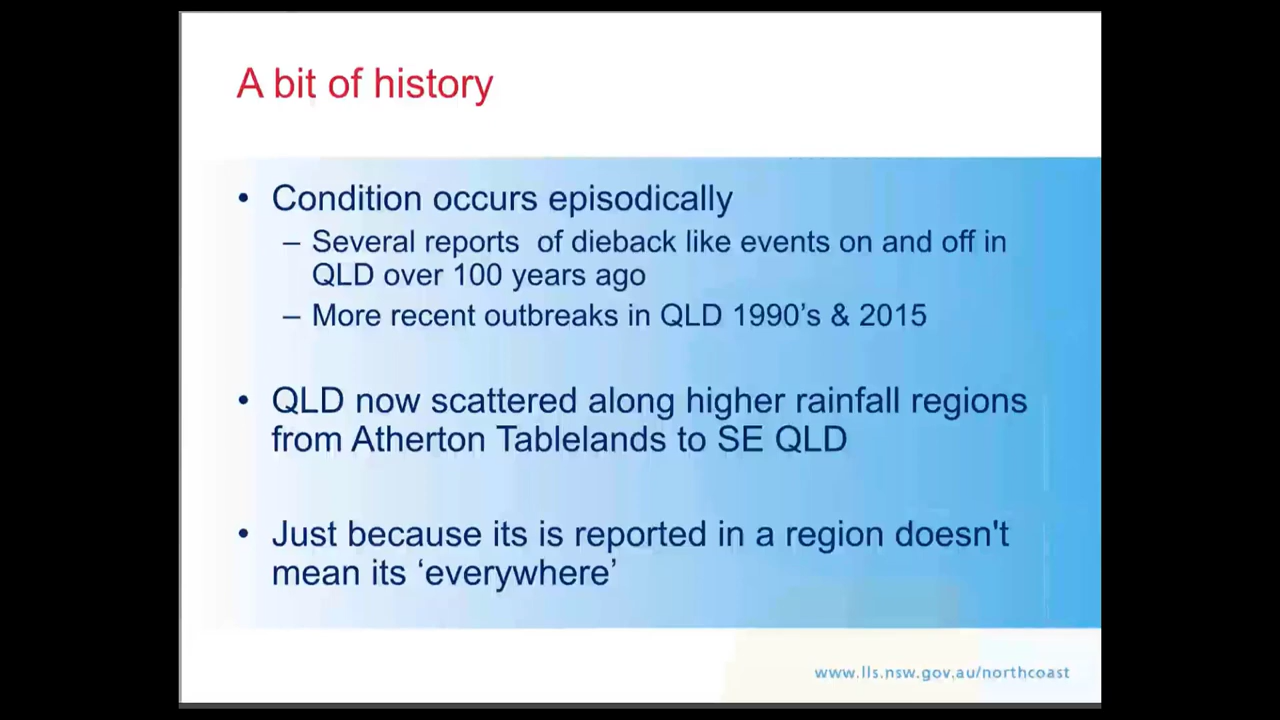 A bit of history
• Condition occurs episodically
– Several reports of dieback like events on and off in
QLD over 100 years ago
– More recent outbreaks in QLD 1990’s & 2015
• QLD now scattered along higher rainfall regions
from Atherton Tablelands to SE QLD
• Just because its is reported in a region doesn't
mean its ‘everywhere’
www.lls.nsw.gov.au/northcoast